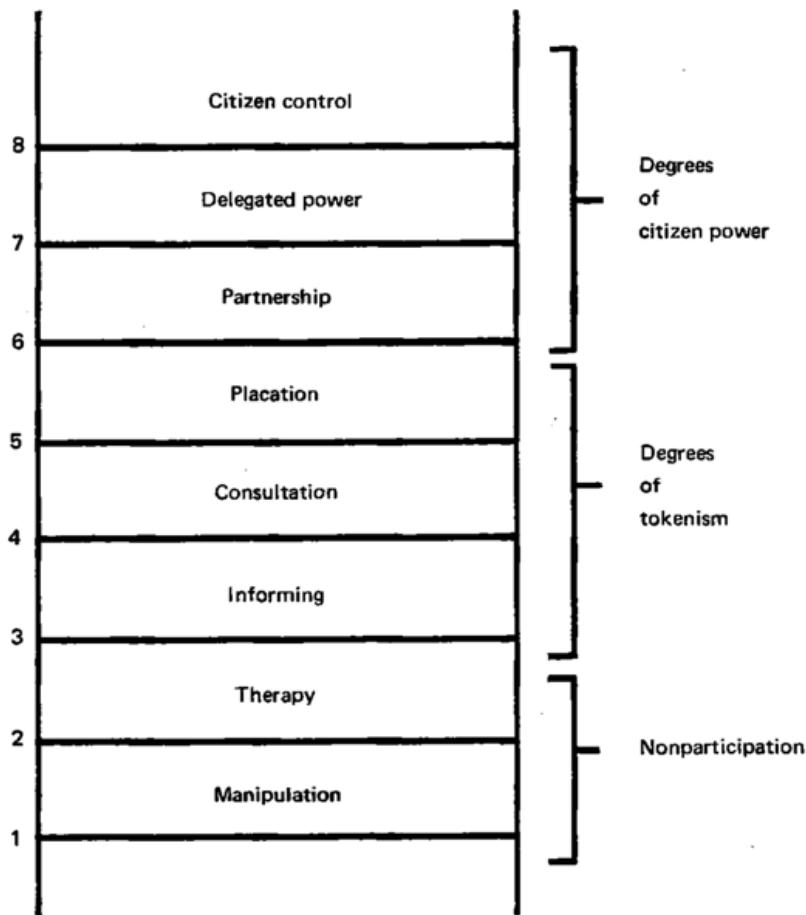 Citizen control
8
Delegated power
7
Partnership
6
Placation
5
Consultation
4
Informing
3
Therapy
2
Manipulation
1
Degrees
of
citizen power
Degrees
of
tokenism
Nonparticipation